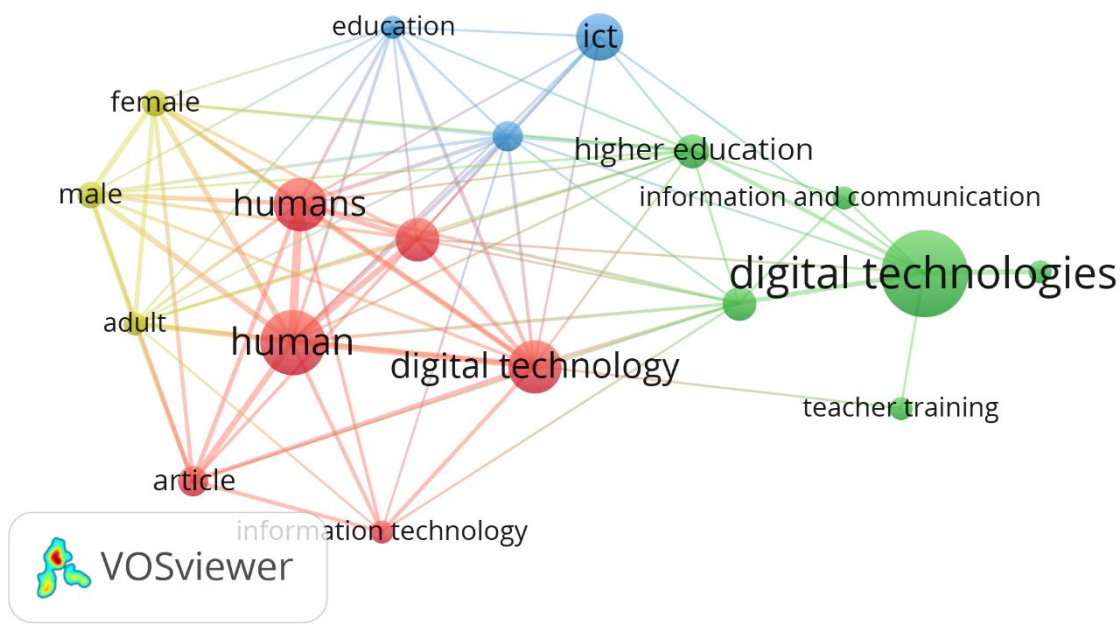 education
ict
female
higher education
male
information and communication
humans
digital technologies
adult
human
digital technology
teacher training
article
information technology
VOSviewer